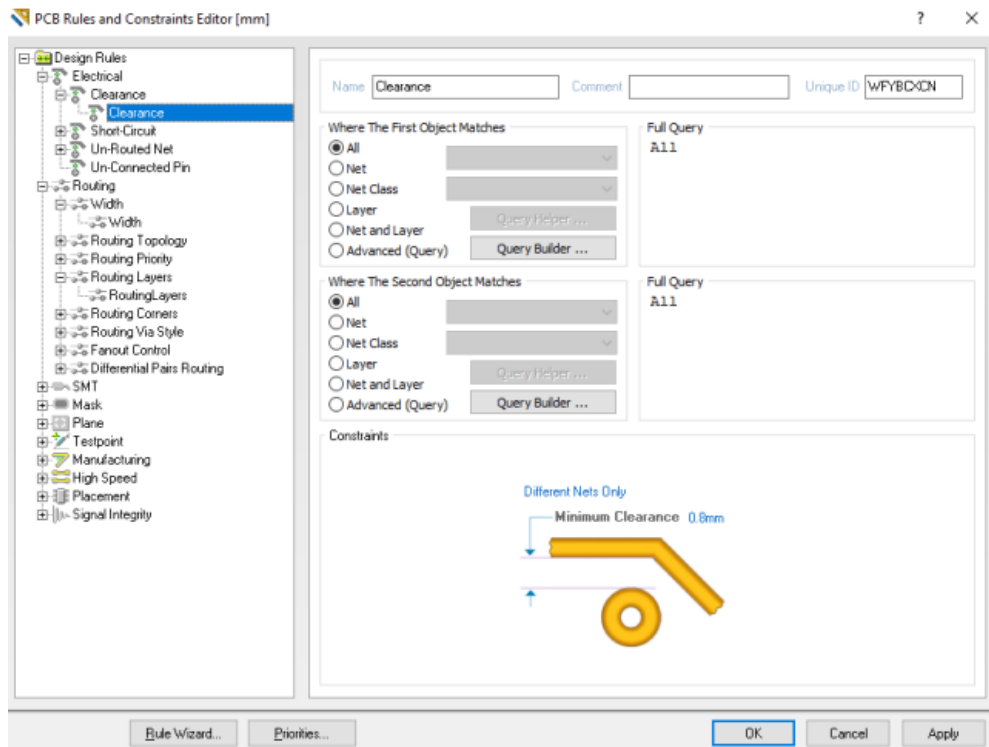 PCB Rules and Constraints Editor [mm]
?
Design Rules
Electrical
Clearance
Clearance
Short-Circuit
Un-Routed Net
Un-Connected Pin
Routing
Width
Width
Routing Topology
Routing Priority
Routing Layers
RoutingLayers
Routing Corners
Routing Via Style
Fanout Control
Differential Pairs Routing
SMT
Mask
Plane
Testpoint
Manufacturing
High Speed
Placement
Signal Integrity
Name Clearance Comment Unique ID WFYBCXCN
Where The First Object Matches
All
Net
Net Class
Layer
Net and Layer
Advanced (Query)
Query Helper ...
Query Builder ...
Full Query
All
Where The Second Object Matches
All
Net
Net Class
Layer
Net and Layer
Advanced (Query)
Query Helper ...
Query Builder ...
Full Query
All
Constraints
Different Nets Only
Minimum Clearance 0.8mm
Rule Wizard... Priorities... OK Cancel Apply